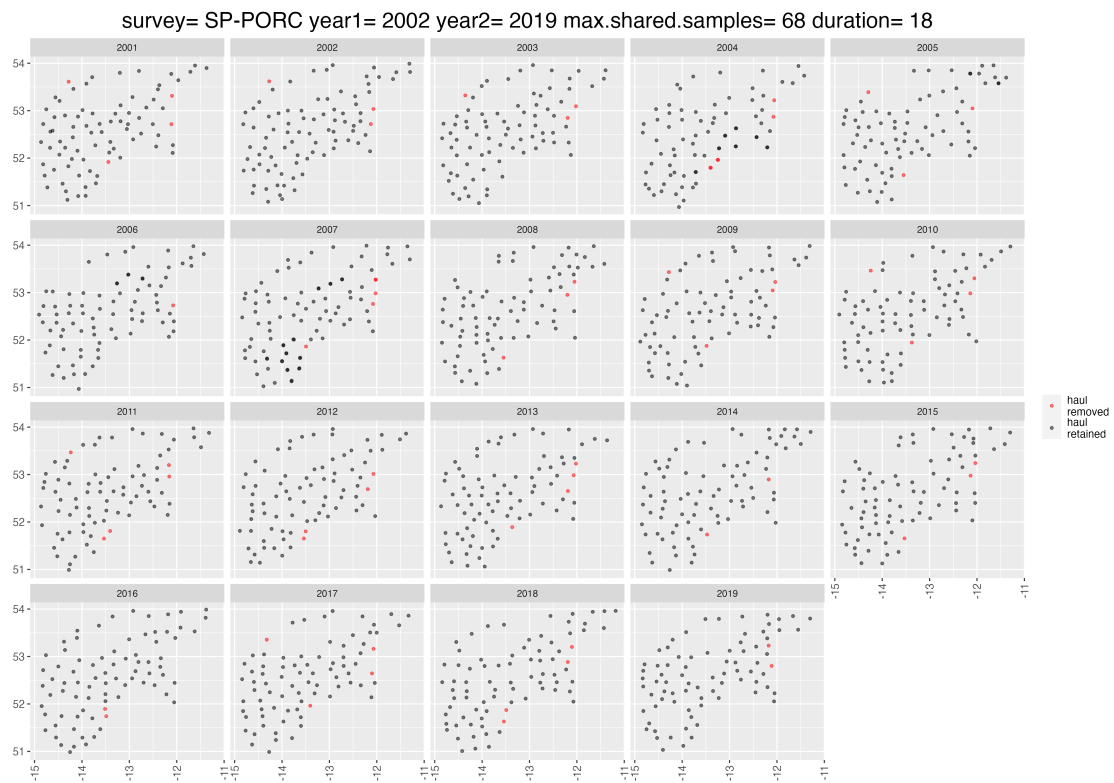 survey= SP-PORC year1= 2002 year2= 2019 max.shared.samples= 68 duration= 18
2001 2002 2003 2004 2005
54
53
52
51
2006 2007 2008 2009 2010
54
53
52
51
2011 2012 2013 2014 2015
54
53
52
51
-15 -14 -13 -12 -11
2016 2017 2018 2019
54
53
52
51
-15 -14 -13 -12 -11 -15 -14 -13 -12 -11 -15 -14 -13 -12 -11 -15 -14 -13 -12 -11
haul
removed
haul
retained